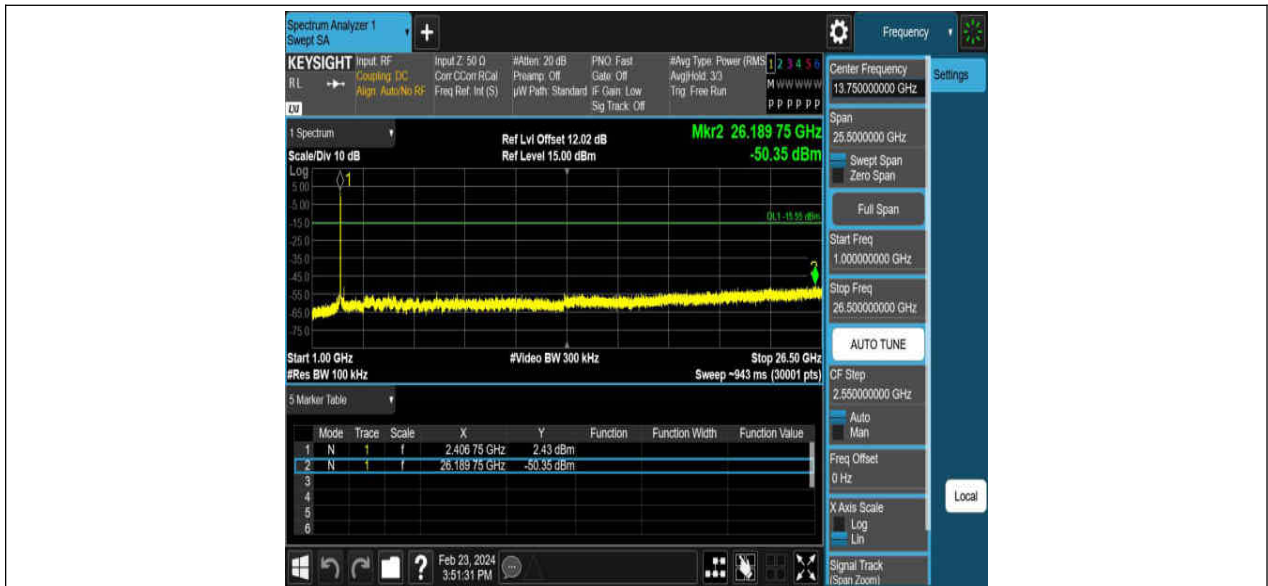 Spectrum Analyzer 1
Swept SA
+
Frequency
KEYSIGHT
RL
LXI
Input: RF
Coupling: DC
Align: Auto/No RF
Input Z: 50 Ω
Corr CCorr RCal
Freq Ref: Int (S)
#Atten: 20 dB
Preamp: Off
µW Path: Standard
PNO: Fast
Gate: Off
IF Gain: Low
Sig Track: Off
#Avg Type: Power (RMS
Avg|Hold: 3/3
Trig: Free Run
1 2 3 4 5 6
M W W W W W
P P P P P P
1 Spectrum
Scale/Div 10 dB
Ref Lvl Offset 12.02 dB
Ref Level 15.00 dBm
Mkr2 26.189 75 GHz
-50.35 dBm
Log
1
5.00
-5.00
-15.0
DL1 -15.55 dBm
-25.0
-35.0
-45.0
2
-55.0
-65.0
-75.0
Start 1.00 GHz
#Video BW 300 kHz
Stop 26.50 GHz
#Res BW 100 kHz
Sweep ~943 ms (30001 pts)
5 Marker Table
Mode Trace Scale X Y Function Function Width Function Value
1 N 1 f 2.406 75 GHz 2.43 dBm
2 N 1 f 26.189 75 GHz -50.35 dBm
3
4
5
6
Feb 23, 2024
3:51:31 PM
Center Frequency
13.750000000 GHz
Settings
Span
25.5000000 GHz
Swept Span
Zero Span
Full Span
Start Freq
1.000000000 GHz
Stop Freq
26.500000000 GHz
AUTO TUNE
CF Step
2.550000000 GHz
Auto
Man
Freq Offset
0 Hz
X Axis Scale
Log
Lin
Local
Signal Track
(Span Zoom)